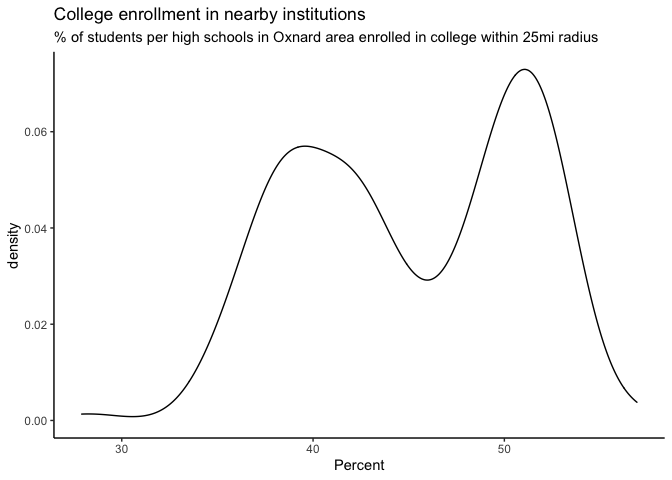 College enrollment in nearby institutions
% of students per high schools in Oxnard area enrolled in college within 25mi radius
density
0.06
0.04
0.02
0.00
30 40 50
Percent